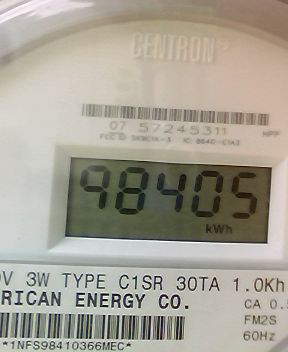 CENTRON®
07 57245311
98405
kWh
V 3W TYPE C1SR 30TA 1.0Kh
RICAN ENERGY CO.
CA 0.
FM2S
60Hz
*1NFS98410366MEC*